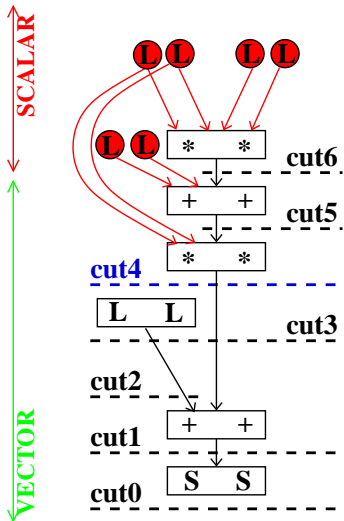 SCALAR
L L L L
L L
* *
cut6
+ +
cut5
* *
cut4
L L
cut3
cut2
+ +
cut1
S S
cut0
VECTOR